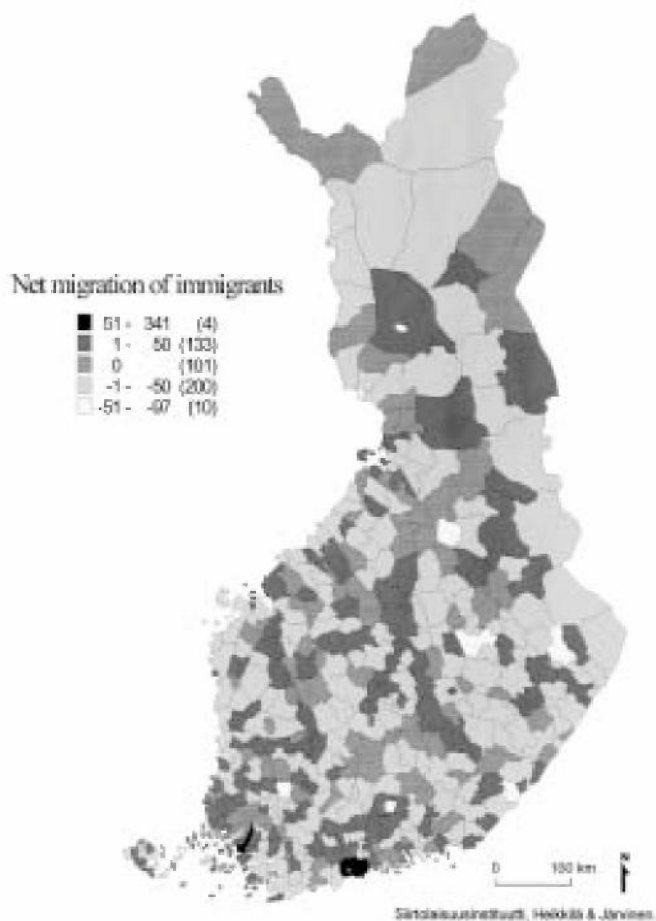 Net migration of immigrants
51 - 341 (4)
1 - 50 (133)
0 (101)
-1 - -50 (200)
-51 - -97 (10)
0 100 km
N
Siirtolaisuusinstituutti, Heikkilä & Järvinen